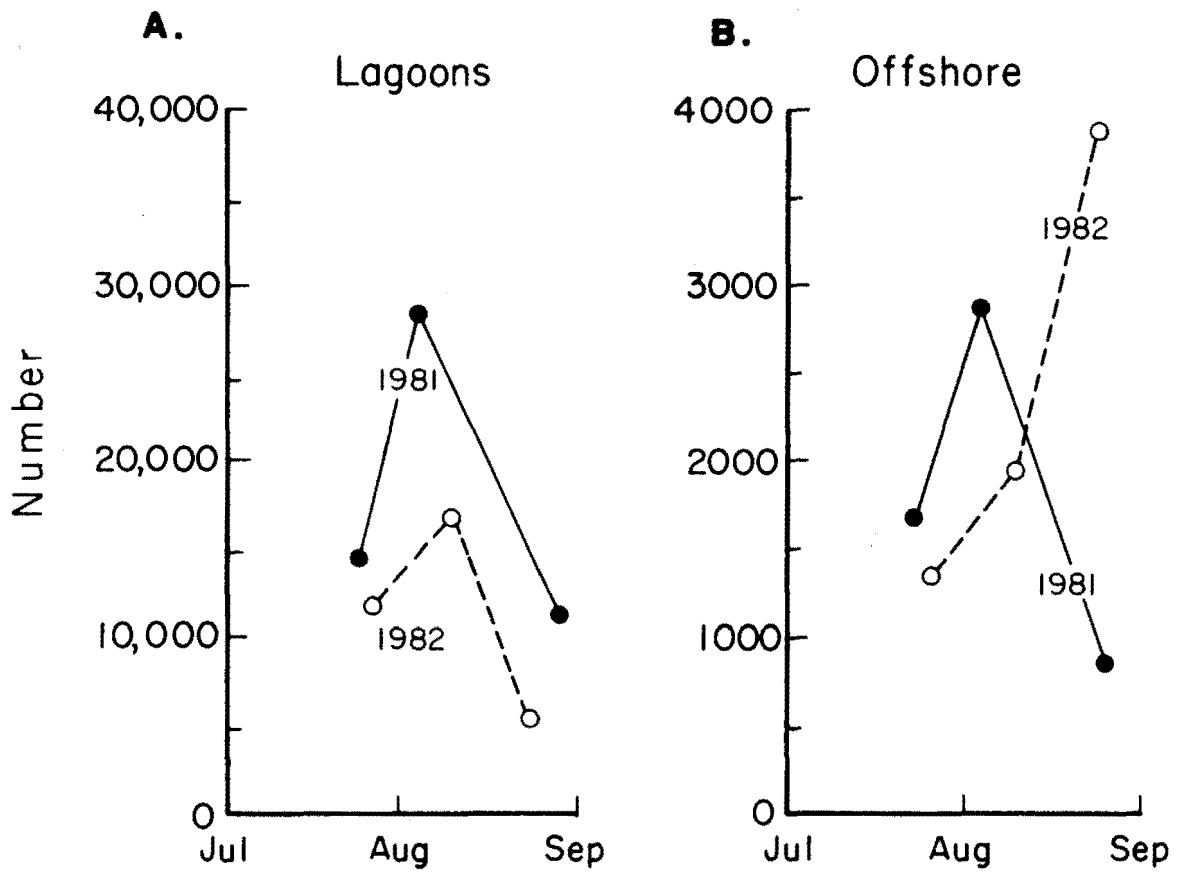 A.
Lagoons
40,000
30,000
20,000
10,000
0
Number
1981
1982
Jul Aug Sep
B.
Offshore
4000
3000
2000
1000
0
1982
1981
Jul Aug Sep